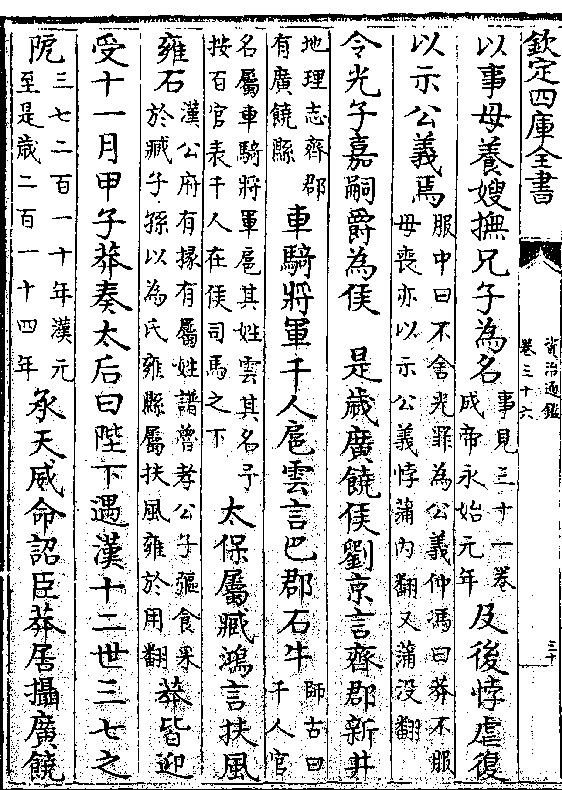 欽定四庫全書
資治通鑑
卷三十六
三十
以事母養嫂撫兄子為名事見三十一卷成帝永始元年及後悖虐復
以示公義焉服中曰不舍光罪為公義仲馮曰莽不服母喪亦以示公義悖蒲內翻又蒲沒翻
令光子嘉嗣爵為侯 是歲廣饒侯劉京言齊郡新井
地理志齊郡有廣饒縣車騎將軍千人扈雲言巴郡石牛師古曰千人官
名屬車騎將軍扈其姓雲其名予按百官表千人在侯司馬之下太保屬臧鴻言扶風
雍石漢公府有掾有屬姓譜魯孝公子彄食采於臧子孫以為氏雍縣屬扶風雍於用翻莽皆迎
受十一月甲子莽奏太后曰陛下遇漢十二世三七之
阨三七二百一十年漢元至是歲二百一十四年承天威命詔臣莽居攝廣饒